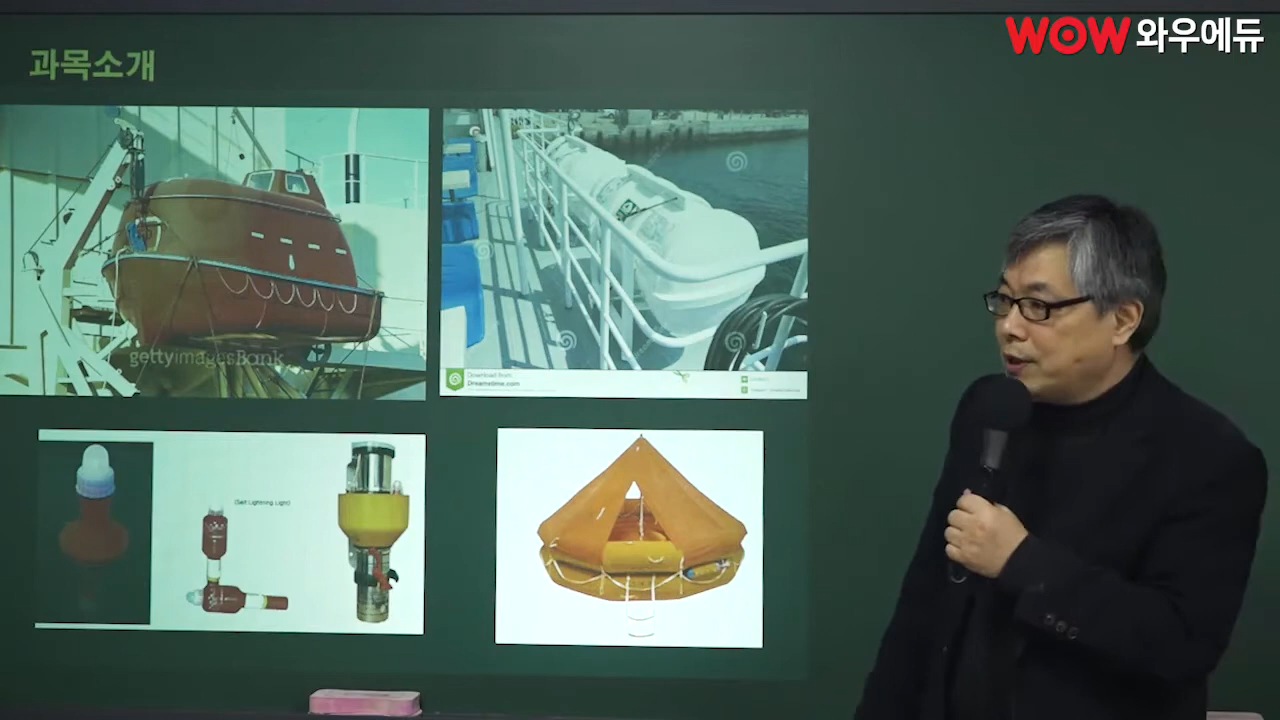 WOW 와우에듀
과목소개
gettyimagesBank
Download from
Dreamstime.com
(Self Lightning Light)